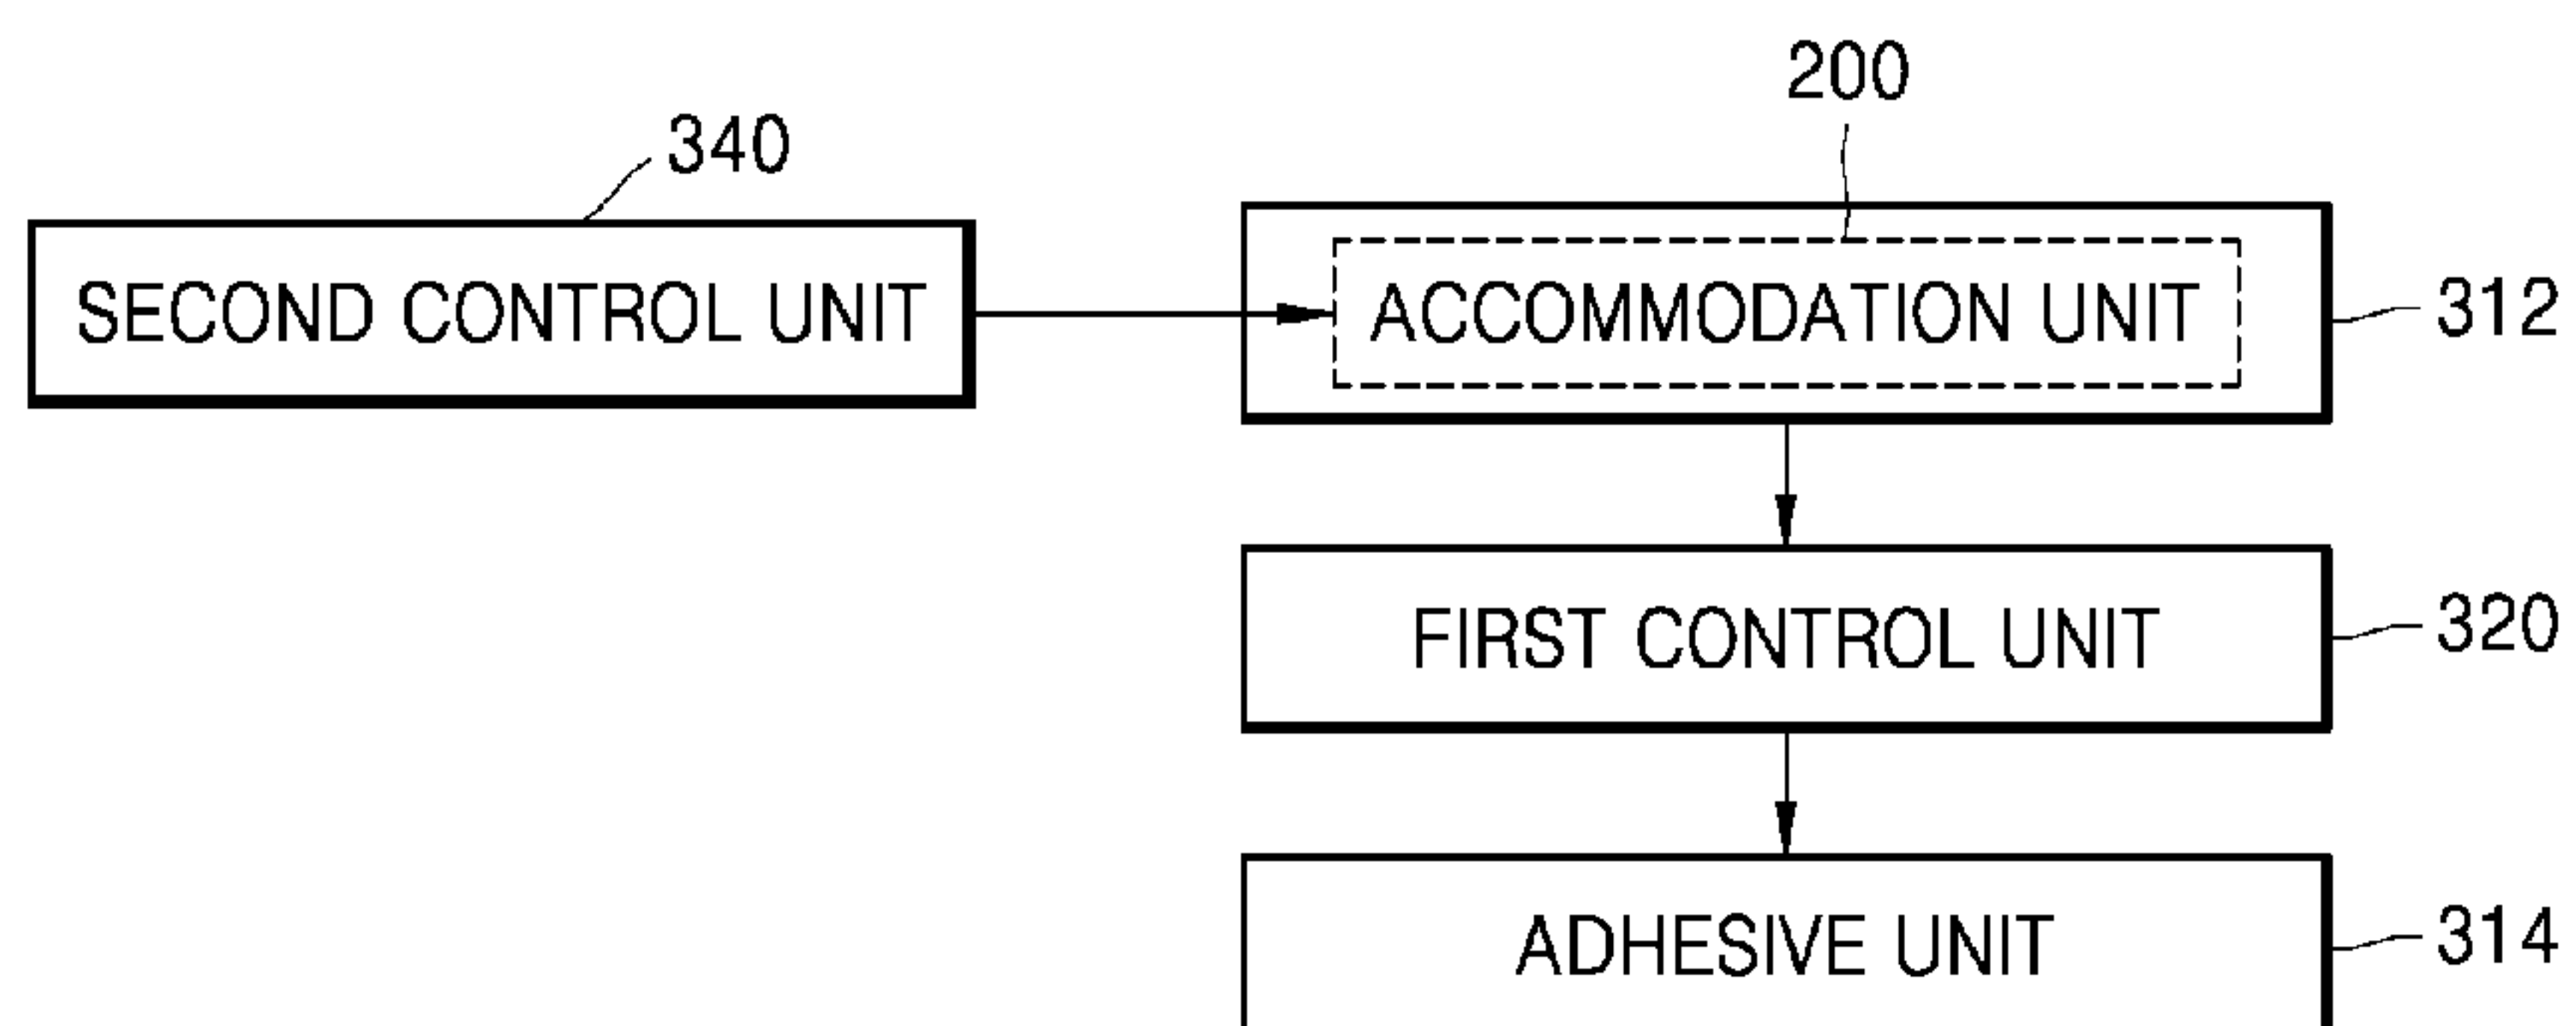 200
340
SECOND CONTROL UNIT
ACCOMMODATION UNIT
312
FIRST CONTROL UNIT
320
ADHESIVE UNIT
314